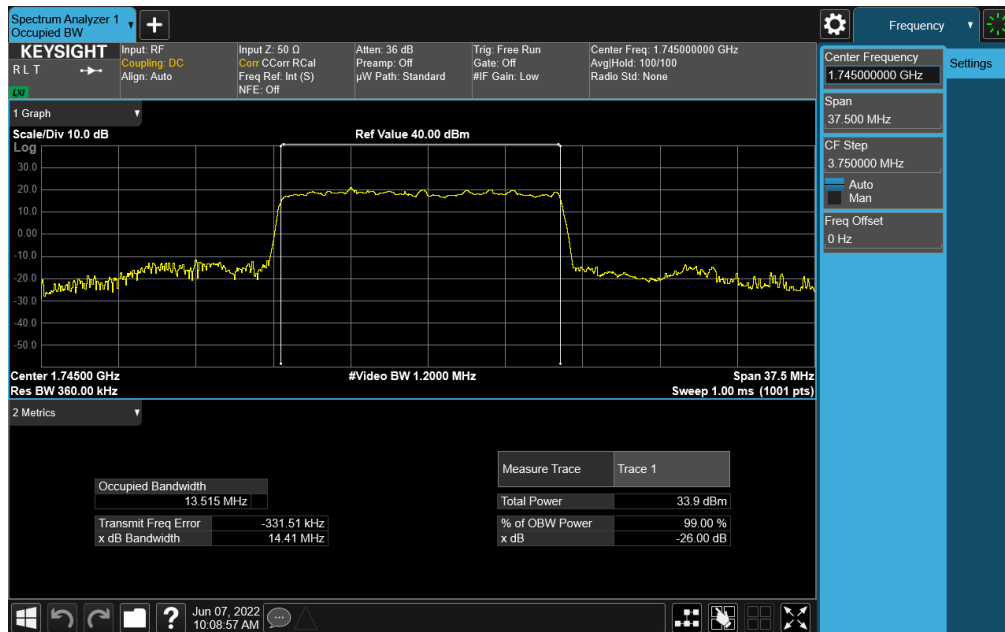 Spectrum Analyzer 1
Occupied BW
Frequency
KEYSIGHT
R L T
LXI
Input: RF
Coupling: DC
Align: Auto
Input Z: 50 Ω
Corr CCorr RCal
Freq Ref: Int (S)
NFE: Off
Atten: 36 dB
Preamp: Off
µW Path: Standard
Trig: Free Run
Gate: Off
#IF Gain: Low
Center Freq: 1.745000000 GHz
Avg|Hold: 100/100
Radio Std: None
Center Frequency
1.745000000 GHz
Settings
Span
37.500 MHz
CF Step
3.750000 MHz
Auto
Man
Freq Offset
0 Hz
1 Graph
Scale/Div 10.0 dB
Ref Value 40.00 dBm
Log
30.0
20.0
10.0
0.00
-10.0
-20.0
-30.0
-40.0
-50.0
Center 1.74500 GHz
#Video BW 1.2000 MHz
Span 37.5 MHz
Res BW 360.00 kHz
Sweep 1.00 ms (1001 pts)
2 Metrics
Measure Trace
Trace 1
Occupied Bandwidth
13.515 MHz
Total Power
33.9 dBm
Transmit Freq Error
-331.51 kHz
% of OBW Power
99.00 %
x dB Bandwidth
14.41 MHz
x dB
-26.00 dB
?
Jun 07, 2022
10:08:57 AM